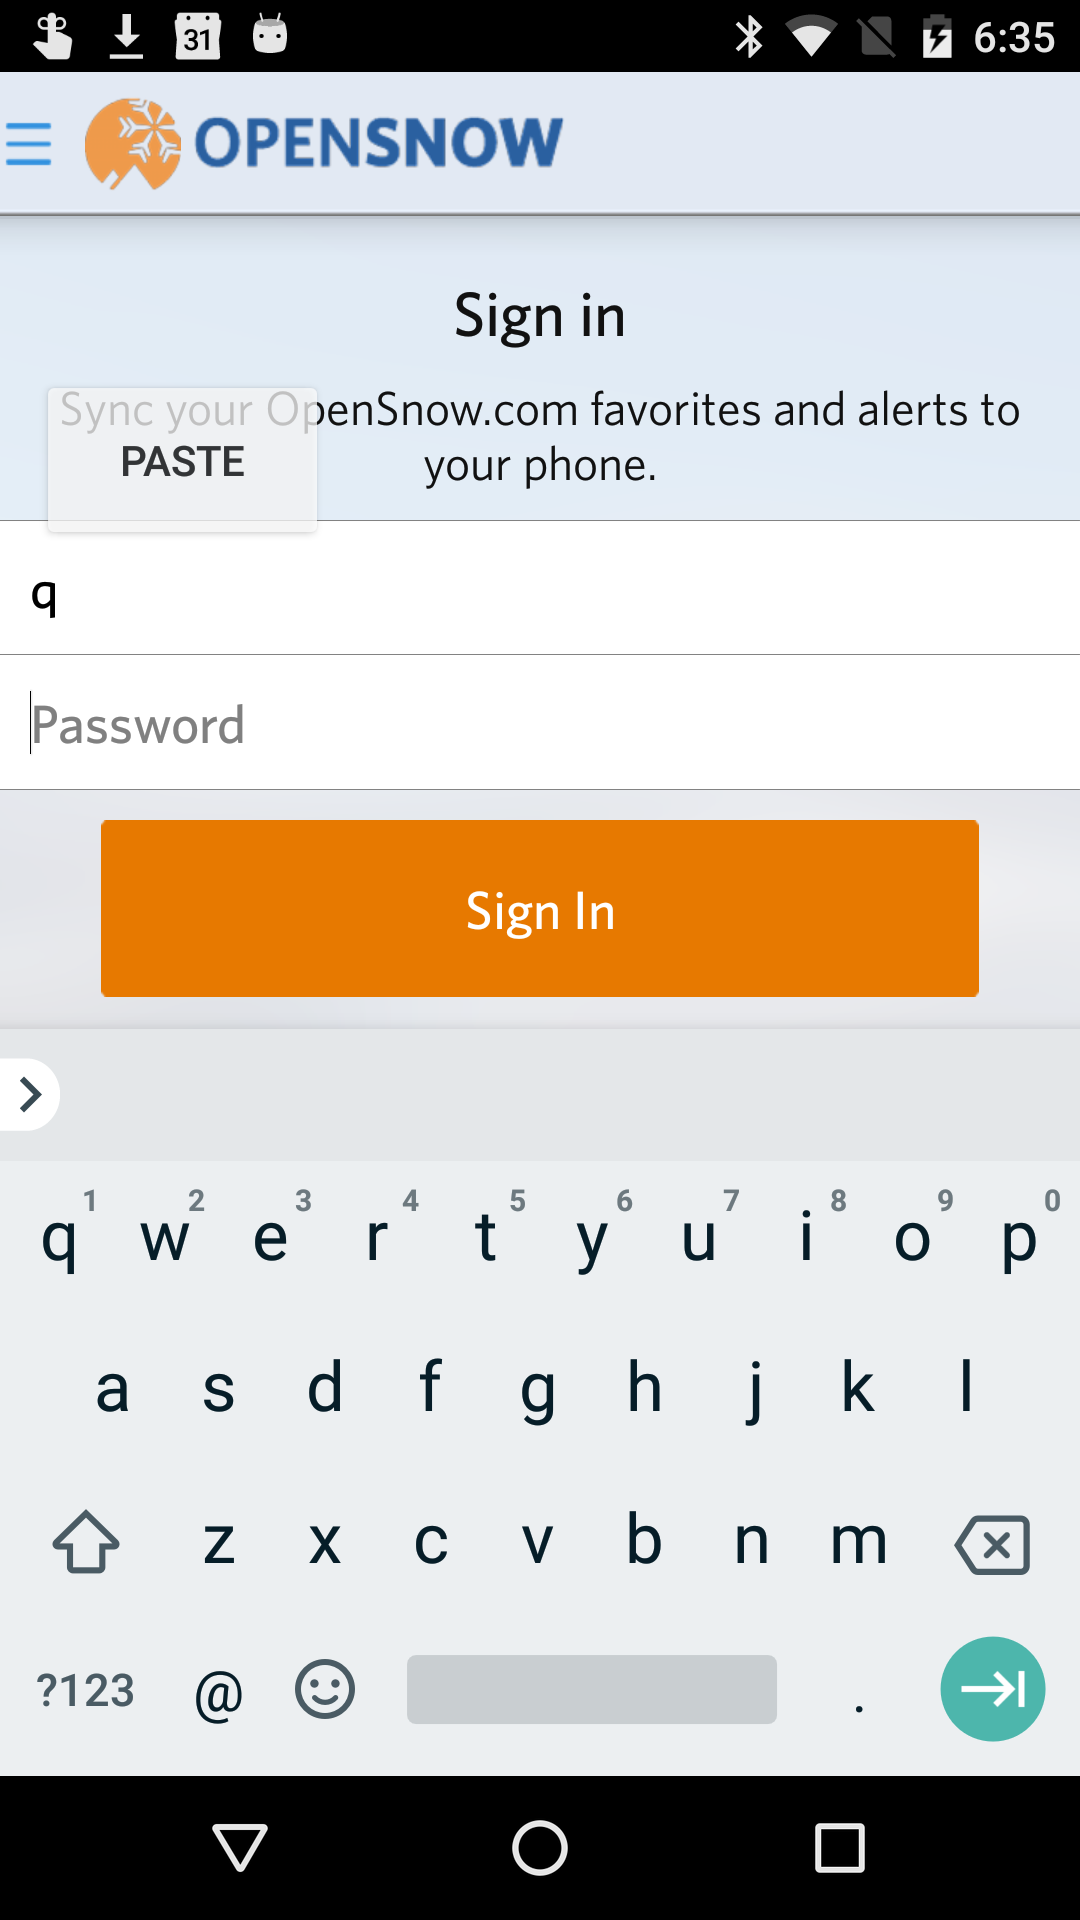 31 6:35
OPENSNOW
Sign in
Sync your OpenSnow.com favorites and alerts to
your phone.
PASTE
q
Password
Sign In
1 2 3 4 5 6 7 8 9 0
q w e r t y u i o p
a s d f g h j k l
z x c v b n m
?123 @ .